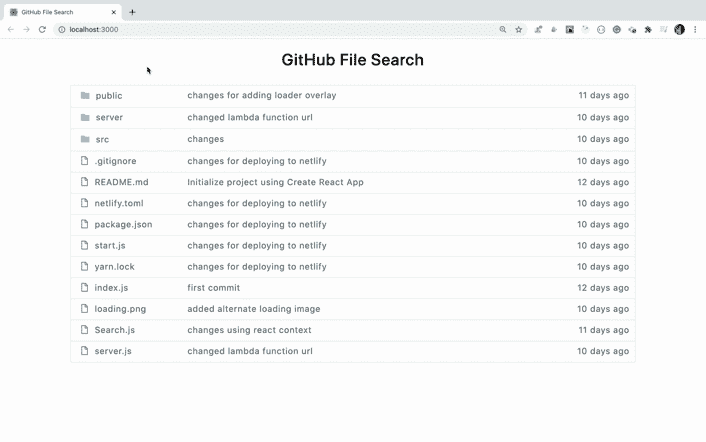 GitHub File Search
localhost:3000
GitHub File Search
public changes for adding loader overlay 11 days ago
server changed lambda function url 10 days ago
src changes 10 days ago
.gitignore changes for deploying to netlify 10 days ago
README.md Initialize project using Create React App 12 days ago
netlify.toml changes for deploying to netlify 10 days ago
package.json changes for deploying to netlify 10 days ago
start.js changes for deploying to netlify 10 days ago
yarn.lock changes for deploying to netlify 10 days ago
index.js first commit 12 days ago
loading.png added alternate loading image 10 days ago
Search.js changes using react context 11 days ago
server.js changed lambda function url 10 days ago